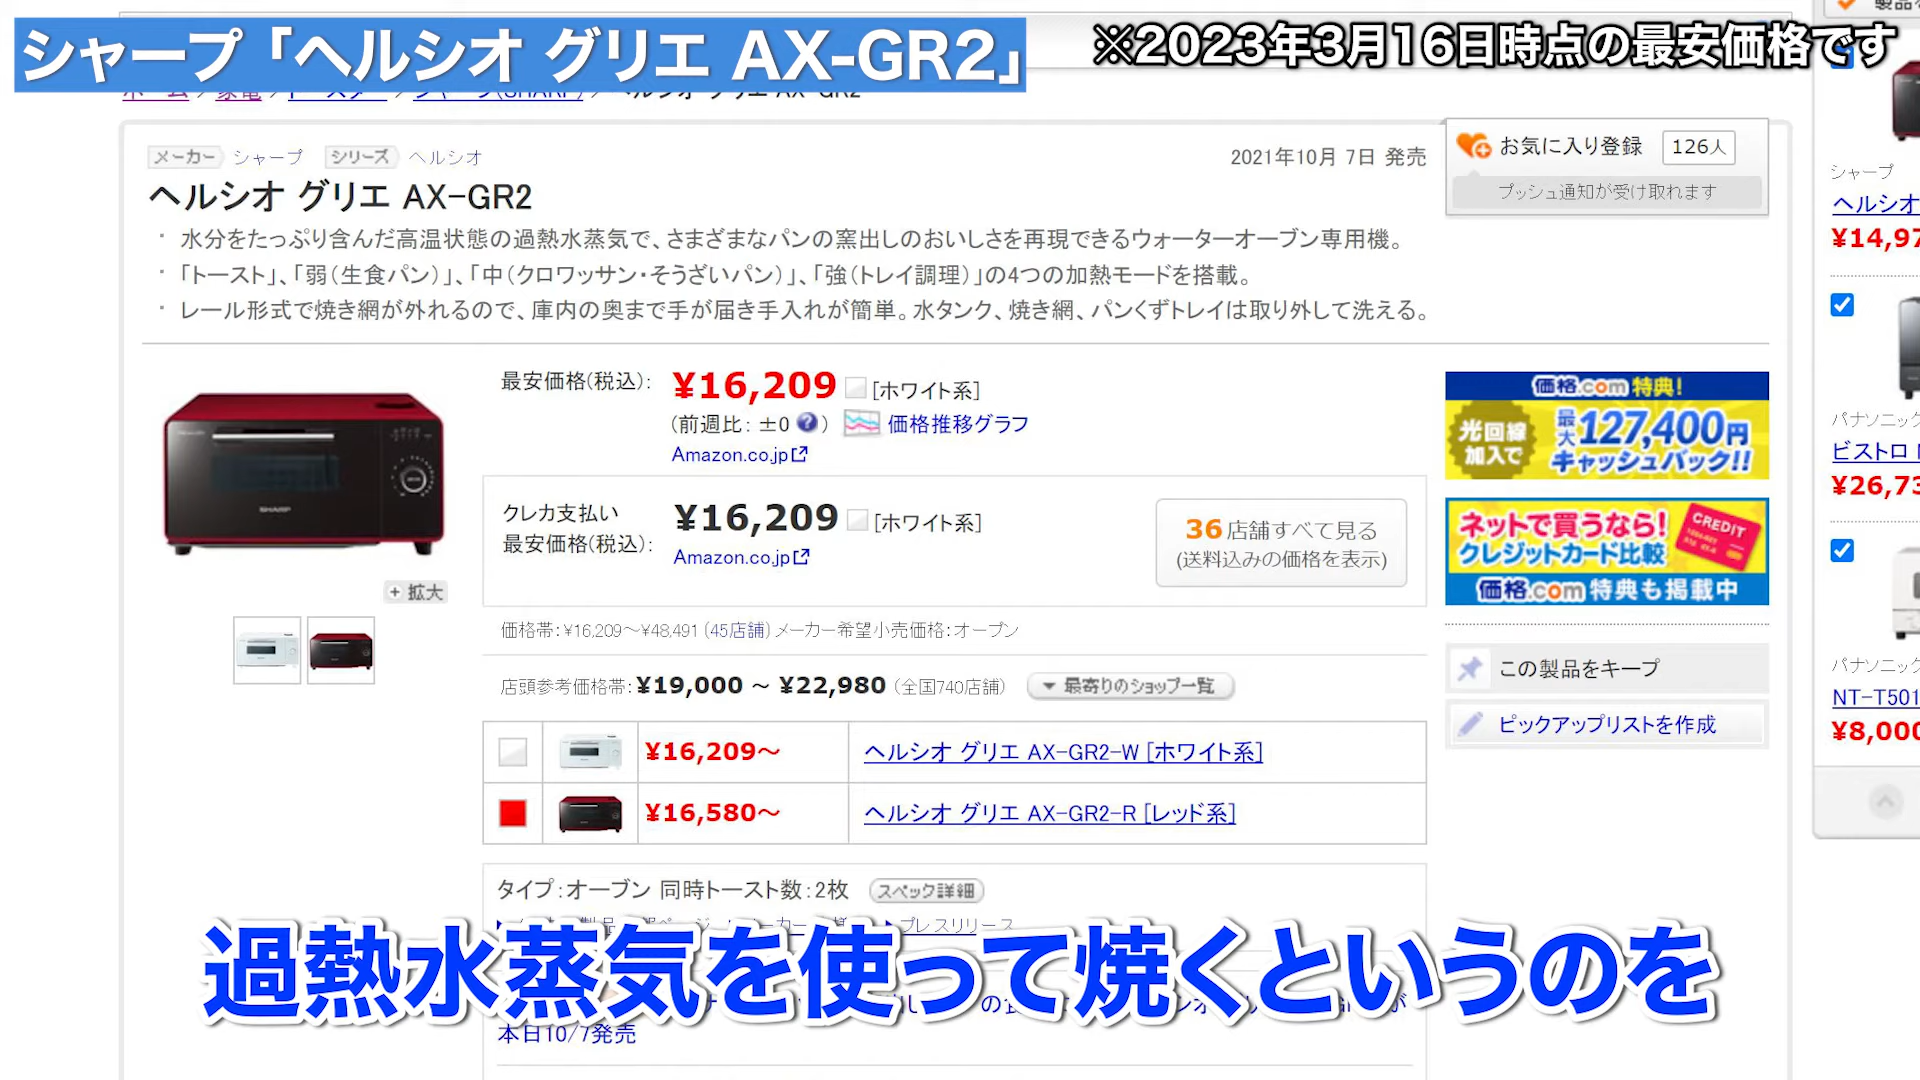 シャープ「ヘルシオ グリエ AX-GR2」
※2023年3月16日時点の最安価格です
メーカー シャープ シリーズ ヘルシオ
2021年10月 7日 発売
ヘルシオ グリエ AX-GR2
・ 水分をたっぷり含んだ高温状態の過熱水蒸気で、さまざまなパンの窯出しのおいしさを再現できるウォーターオーブン専用機。
・ 「トースト」、「弱（生食パン）」、「中（クロワッサン・そうざいパン）」、「強（トレイ調理）」の4つの加熱モードを搭載。
・ レール形式で焼き網が外れるので、庫内の奥まで手が届き手入れが簡単。水タンク、焼き網、パンくずトレイは取り外して洗える。
お気に入り登録 126人
プッシュ通知が受け取れます
最安価格(税込)： ¥16,209 [ホワイト系]
(前週比：±0 ?) 価格推移グラフ
Amazon.co.jp
クレカ支払い
最安価格(税込)： ¥16,209 [ホワイト系]
Amazon.co.jp
36店舗すべて見る
(送料込みの価格を表示)
SHARP
+ 拡大
価格帯：¥16,209～¥48,491 (45店舗) メーカー希望小売価格：オープン
店頭参考価格帯：¥19,000 ～ ¥22,980 (全国740店舗) ▼ 最寄りのショップ一覧
¥16,209～ ヘルシオ グリエ AX-GR2-W [ホワイト系]
¥16,580～ ヘルシオ グリエ AX-GR2-R [レッド系]
タイプ：オーブン 同時トースト数：2枚 スペック詳細
プレスリリース
過熱水蒸気を使って焼くというのを
本日10/7発売
価格.com 特典!
光回線加入で
最大127,400円
キャッシュバック!!
ネットで買うなら!
クレジットカード比較
CREDIT
価格.com 特典も掲載中
この製品をキープ
ピックアップリストを作成
シャープ
ヘルシオ
¥14,97
パナソニック
ビストロ
¥26,73
パナソニック
NT-T501
¥8,000